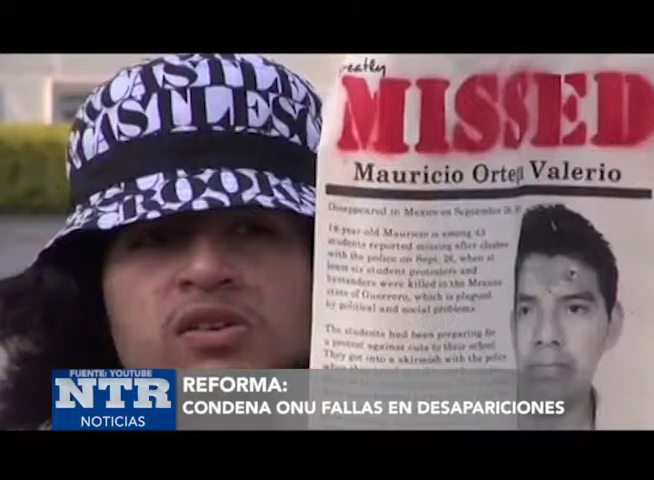 CASTLES
CASTLES
BROOK
greatly
MISSED
Mauricio Ortega Valerio
Disappeared in Mexico on September 26
18-year old Mauricio is among 43
students reported missing after clashes
with the police on Sept. 26, when at
least six student protesters and
bystanders were killed in the Mexican
state of Guerrero, which is plagued
by political and social problems
The students had been preparing for
a protest against cuts to their school
They got into a skirmish with the police
FUENTE: YOUTUBE
NTR
NOTICIAS
REFORMA:
CONDENA ONU FALLAS EN DESAPARICIONES